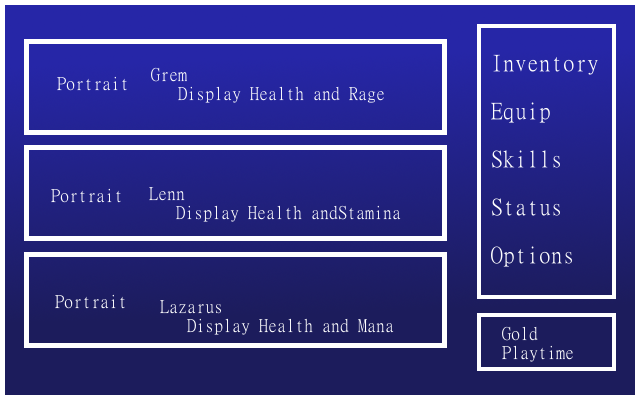 Portrait
Grem
Display Health and Rage
Portrait
Lenn
Display Health andStamina
Portrait
Lazarus
Display Health and Mana
Inventory
Equip
Skills
Status
Options
Gold
Playtime